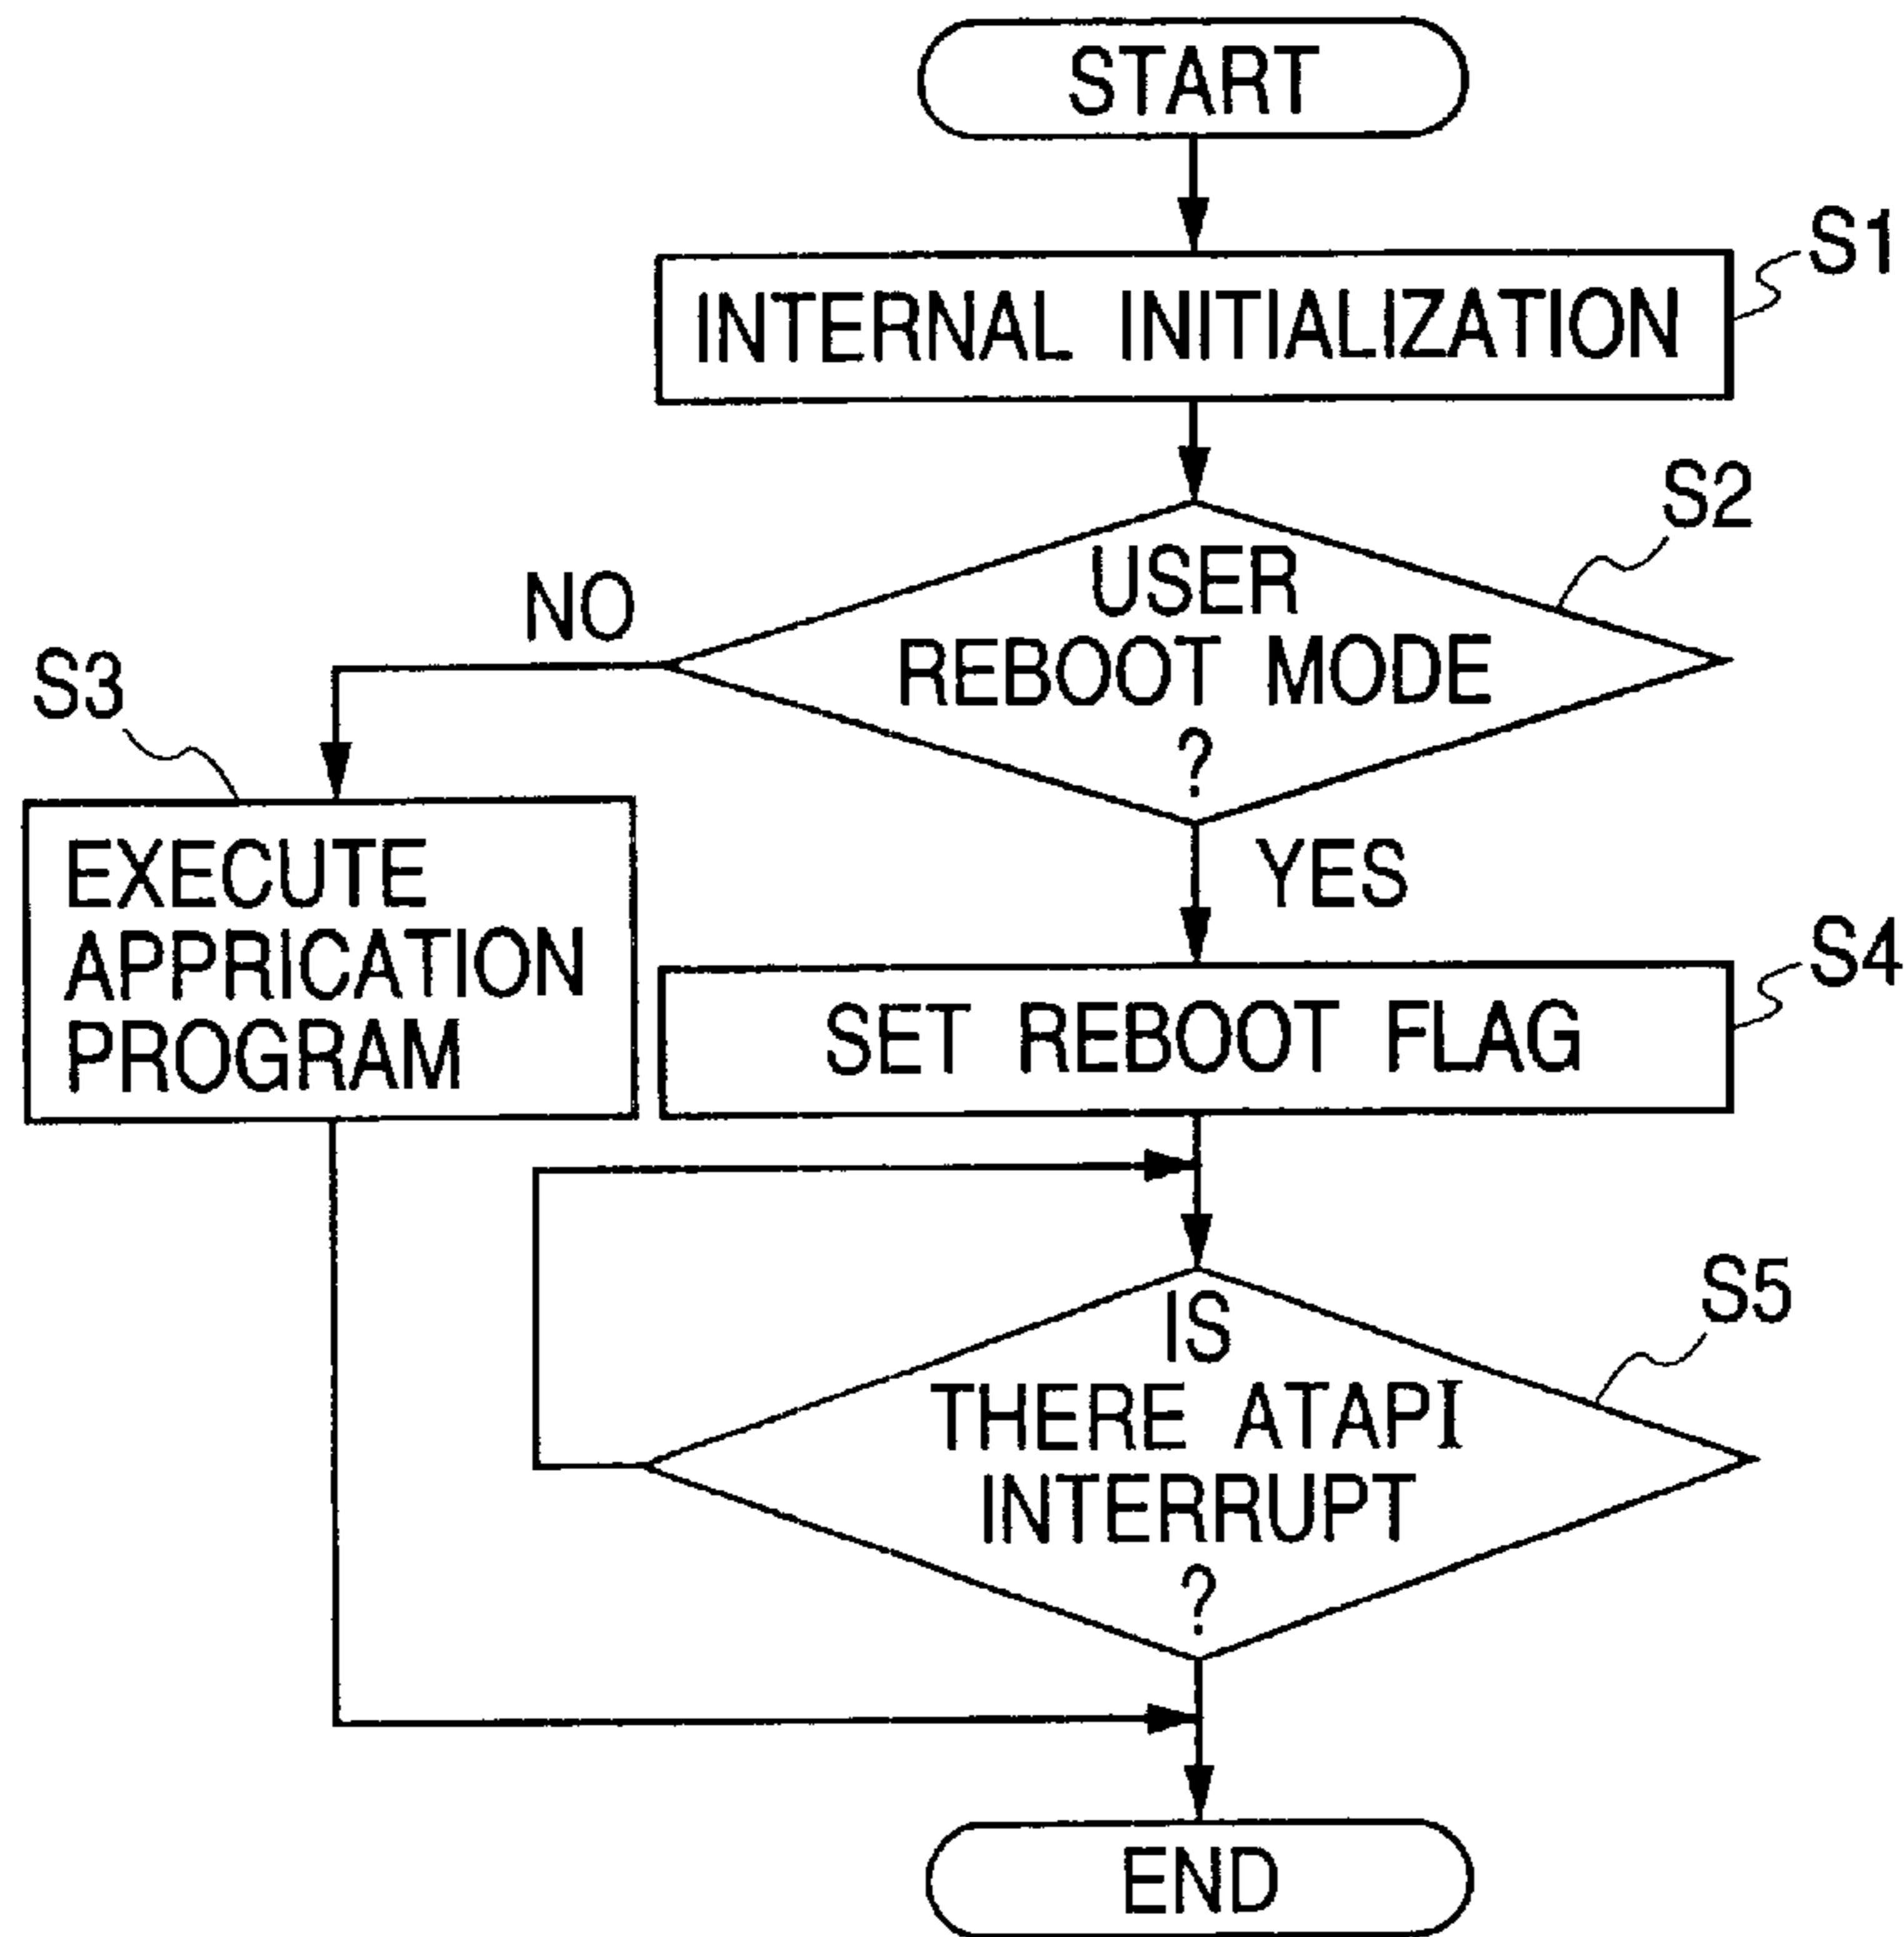 START
INTERNAL INITIALIZATION
S1
USER
REBOOT MODE
?
S2
NO
YES
S3
EXECUTE
APPRICATION
PROGRAM
SET REBOOT FLAG
S4
IS
THERE ATAPI
INTERRUPT
?
S5
END